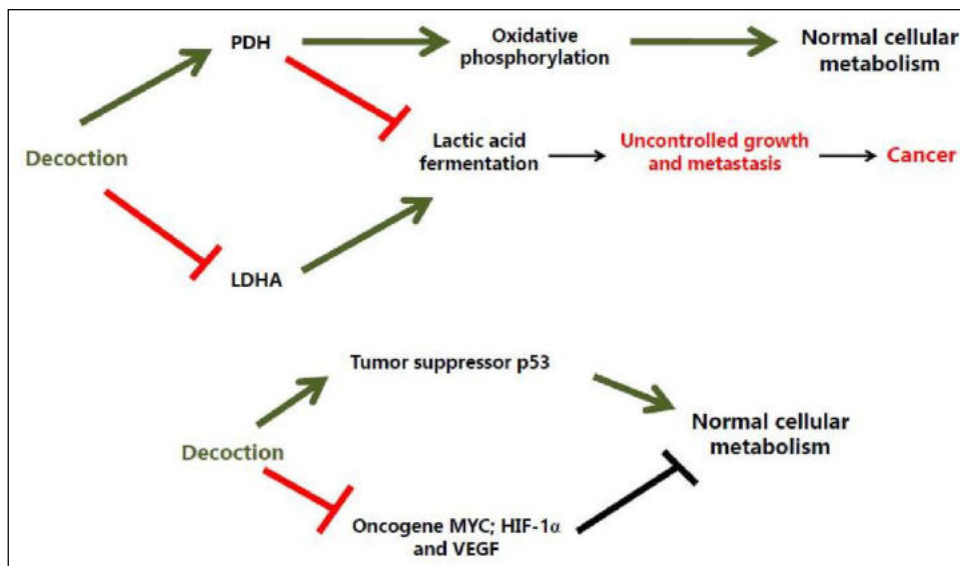 PDH
Oxidative
phosphorylation
Normal cellular
metabolism
Decoction
Lactic acid
fermentation
Uncontrolled growth
and metastasis
Cancer
LDHA
Tumor suppressor p53
Decoction
Normal cellular
metabolism
Oncogene MYC; HIF-1α
and VEGF